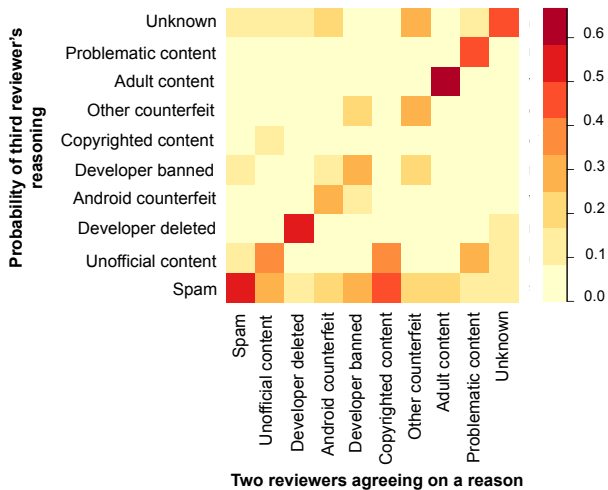 Probability of third reviewer's
reasoning
Unknown
Problematic content
Adult content
Other counterfeit
Copyrighted content
Developer banned
Android counterfeit
Developer deleted
Unofficial content
Spam
0.6
0.5
0.4
0.3
0.2
0.1
0.0
Spam
Unofficial content
Developer deleted
Android counterfeit
Developer banned
Copyrighted content
Other counterfeit
Adult content
Problematic content
Unknown
Two reviewers agreeing on a reason